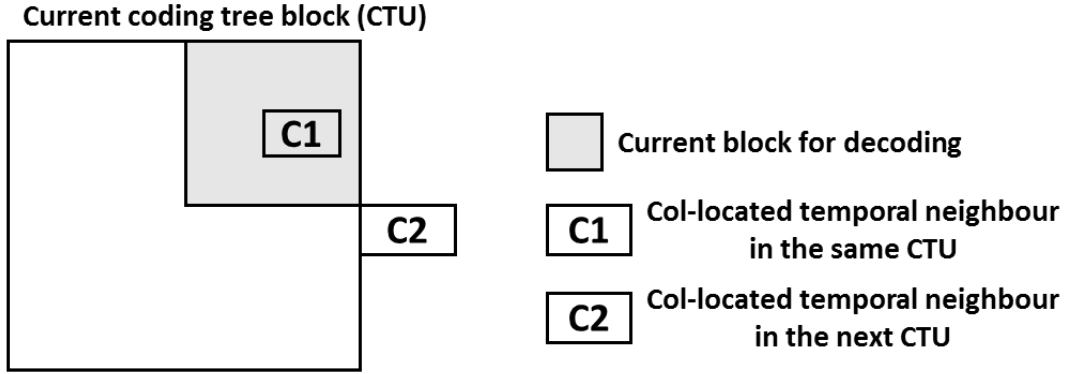 Current coding tree block (CTU)
C1
C2
Current block for decoding
C1
Col-located temporal neighbour
in the same CTU
C2
Col-located temporal neighbour
in the next CTU